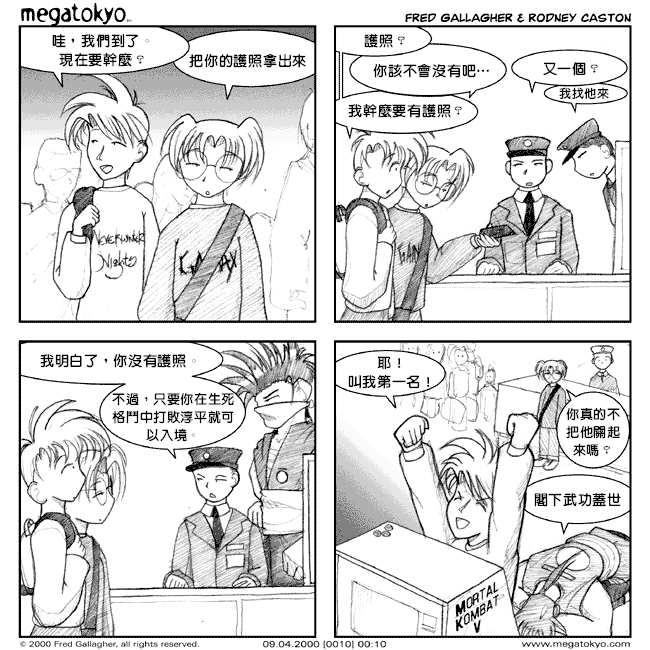 megatokyo
FRED GALLAGHER & RODNEY CASTON
哇，我們到了。
現在要幹麼？
把你的護照拿出來
NEVERWINTER
NIGHTS
護照？
你該不會沒有吧…
我幹麼要有護照？
又一個？
我找他來
我明白了，你沒有護照。
不過，只要你在生死
格鬥中打敗淳平就可
以入境。
耶！
叫我第一名！
你真的不
把他關起
來嗎？
閣下武功蓋世
MORTAL
KOMBAT
V
© 2000 Fred Gallagher, all rights reserved.
09.04.2000 [0010] 00:10
www.megatokyo.com